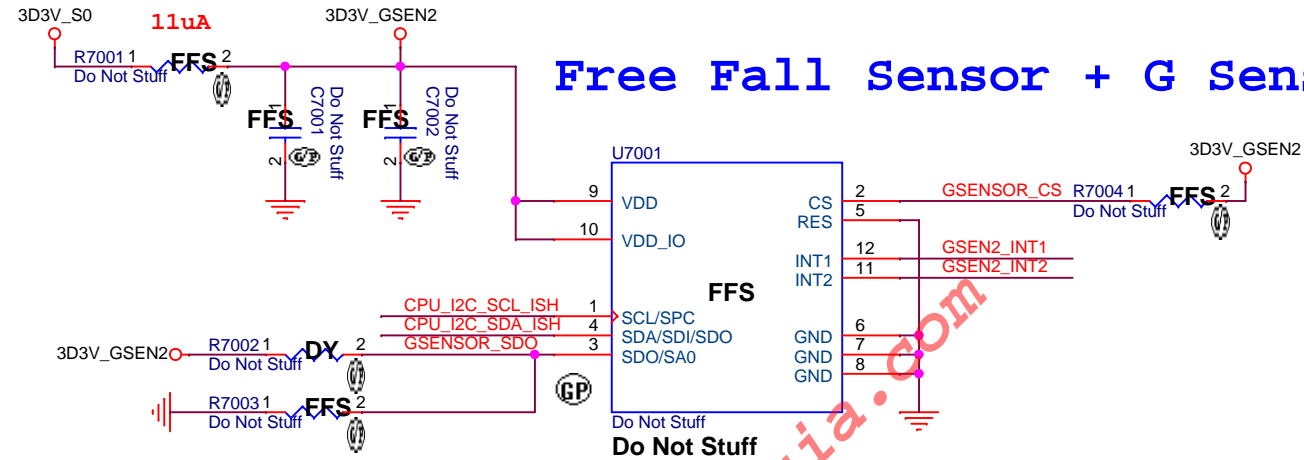 3D3V_S0
11uA
3D3V_GSEN2
R7001 1 FFS 2
Do Not Stuff
G/P
Free Fall Sensor + G Sens
FFS
1
2
C7001
Do Not Stuff
G/P
FFS
1
2
C7002
Do Not Stuff
G/P
U7001
3D3V_GSEN2
9 VDD
CS 2 GSENSOR_CS R7004 1 FFS 2
Do Not Stuff
G/P
RES 5
10 VDD_IO
INT1 12 GSEN2_INT1
INT2 11 GSEN2_INT2
FFS
CPU_I2C_SCL_ISH 1 SCL/SPC
CPU_I2C_SDA_ISH 4 SDA/SDI/SDO
GSENSOR_SDO 3 SDO/SA0
GND 6
GND 7
GND 8
3D3V_GSEN2 R7002 1 DY 2
Do Not Stuff
G/P
R7003 1 FFS 2
Do Not Stuff
G/P
GP
Do Not Stuff
Do Not Stuff
ia.com